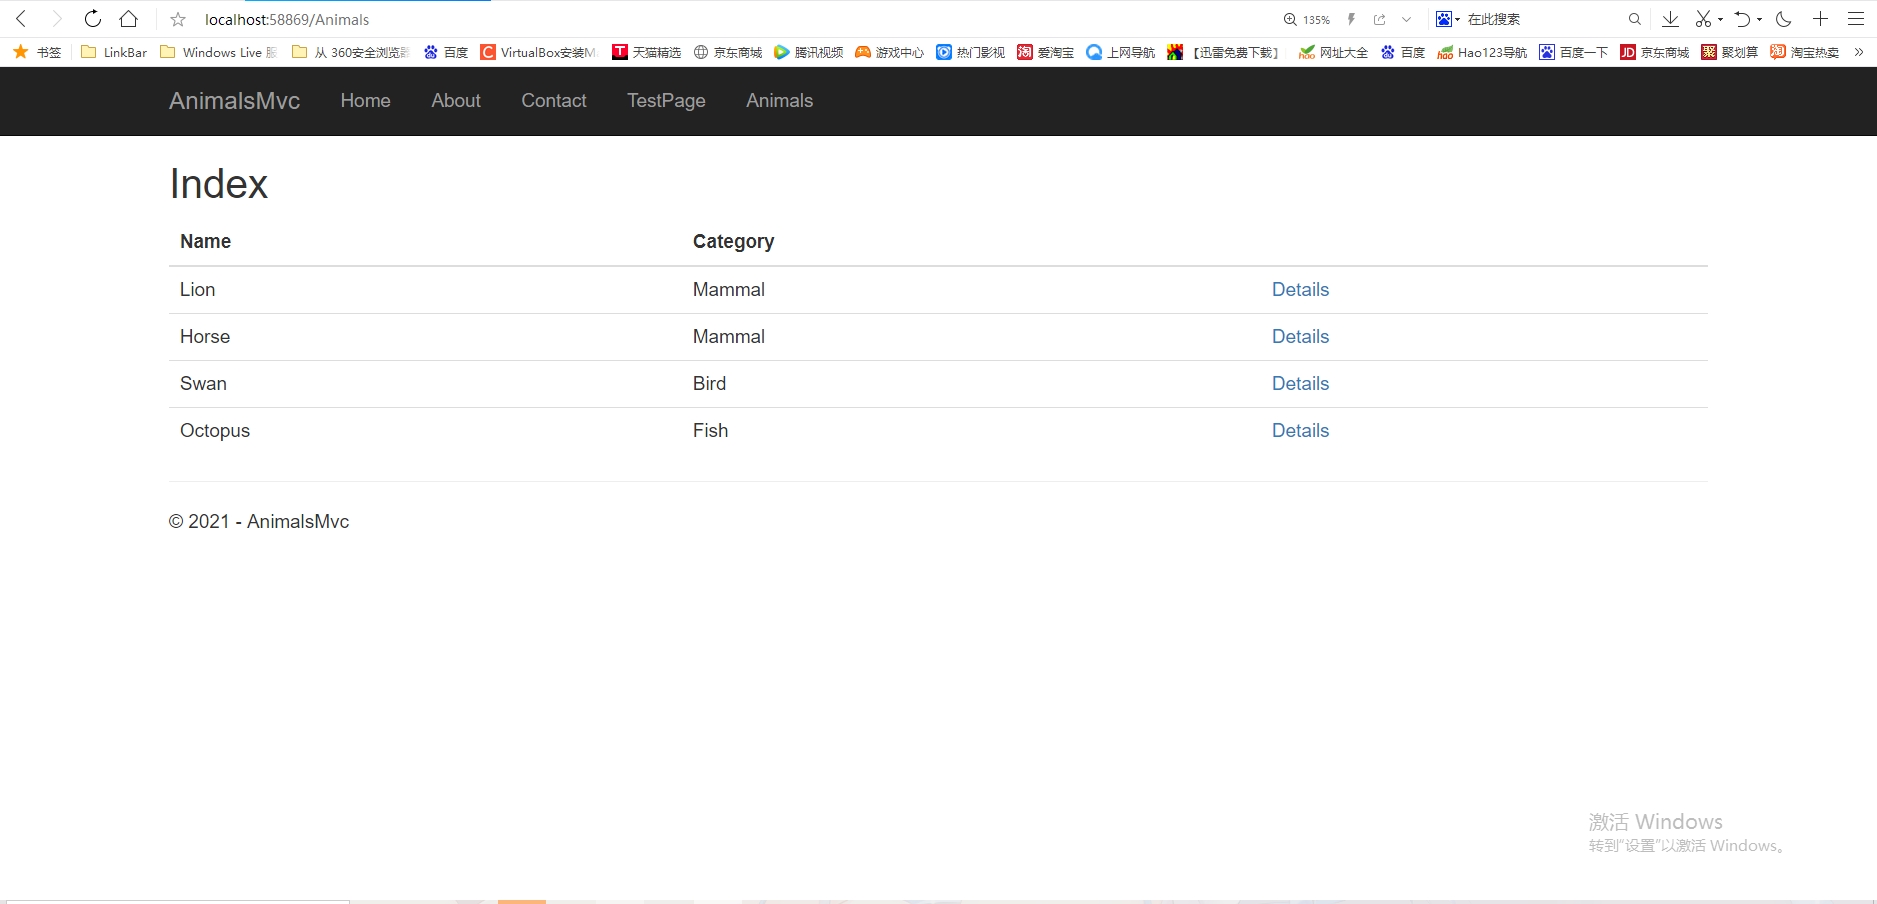 localhost:58869/Animals 135% 在此搜索
书签 LinkBar Windows Live 从 360安全浏览器 百度 VirtualBox安装M 天猫精选 京东商城 腾讯视频 游戏中心 热门影视 淘 爱淘宝 上网导航 【迅雷免费下载】 hao 网址大全 百度 hao Hao123导航 百度一下 JD 京东商城 聚 聚划算 淘 淘宝热卖
AnimalsMvc Home About Contact TestPage Animals
Index
Name Category
Lion Mammal Details
Horse Mammal Details
Swan Bird Details
Octopus Fish Details
© 2021 - AnimalsMvc
激活 Windows
转到"设置"以激活 Windows。